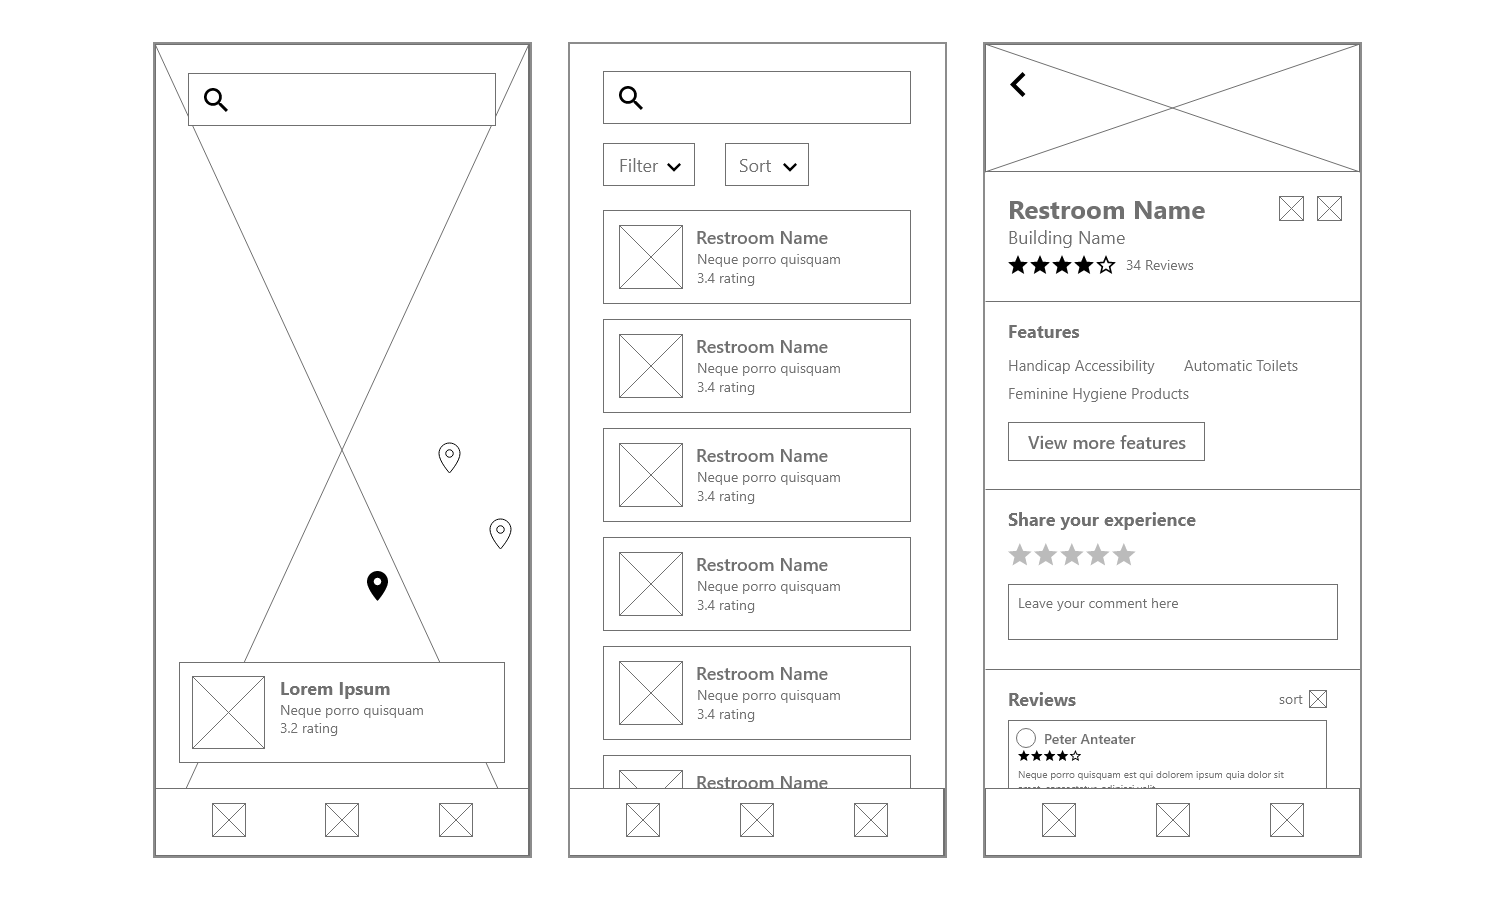 Lorem Ipsum
Neque porro quisquam
3.2 rating
Filter
Sort
Restroom Name
Neque porro quisquam
3.4 rating
Restroom Name
Neque porro quisquam
3.4 rating
Restroom Name
Neque porro quisquam
3.4 rating
Restroom Name
Neque porro quisquam
3.4 rating
Restroom Name
Neque porro quisquam
3.4 rating
Restroom Name
Restroom Name
Building Name
34 Reviews
Features
Handicap Accessibility Automatic Toilets
Feminine Hygiene Products
View more features
Share your experience
Leave your comment here
Reviews
sort
Peter Anteater
Neque porro quisquam est qui dolorem ipsum quia dolor sit